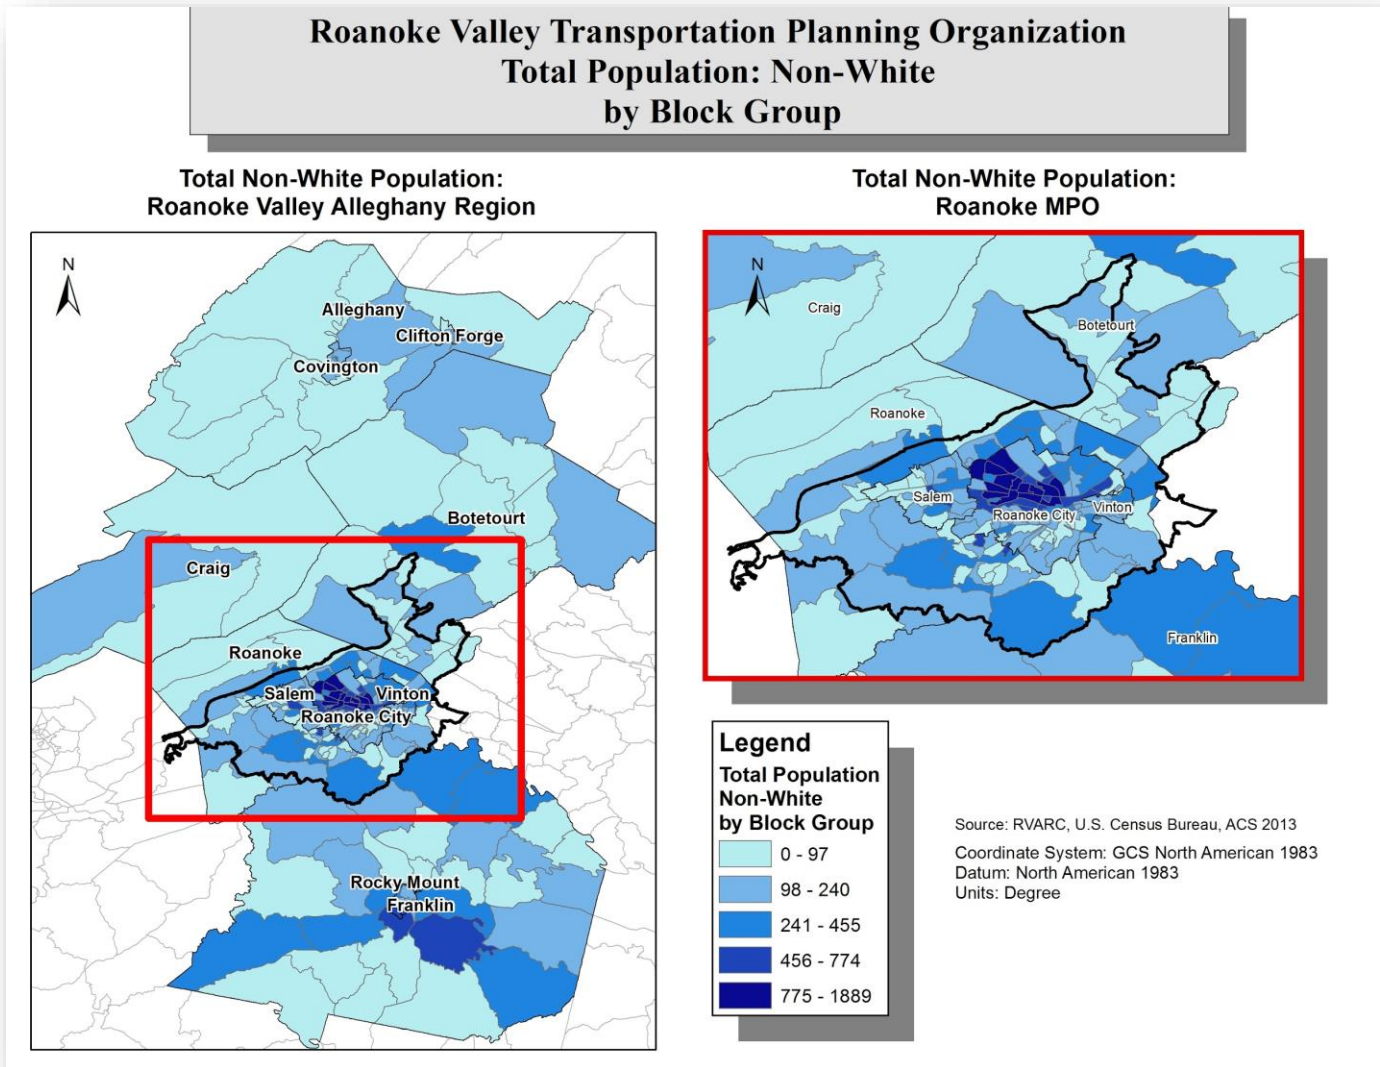 Roanoke Valley Transportation Planning Organization
Total Population: Non-White
by Block Group
Total Non-White Population:
Roanoke Valley Alleghany Region
N
Alleghany
Clifton Forge
Covington
Botetourt
Craig
Roanoke
Salem
Vinton
Roanoke City
Rocky Mount
Franklin
Total Non-White Population:
Roanoke MPO
N
Craig
Botetourt
Roanoke
Salem
Vinton
Roanoke City
Franklin
Legend
Total Population
Non-White
by Block Group
0 - 97
98 - 240
241 - 455
456 - 774
775 - 1889
Source: RVARC, U.S. Census Bureau, ACS 2013
Coordinate System: GCS North American 1983
Datum: North American 1983
Units: Degree